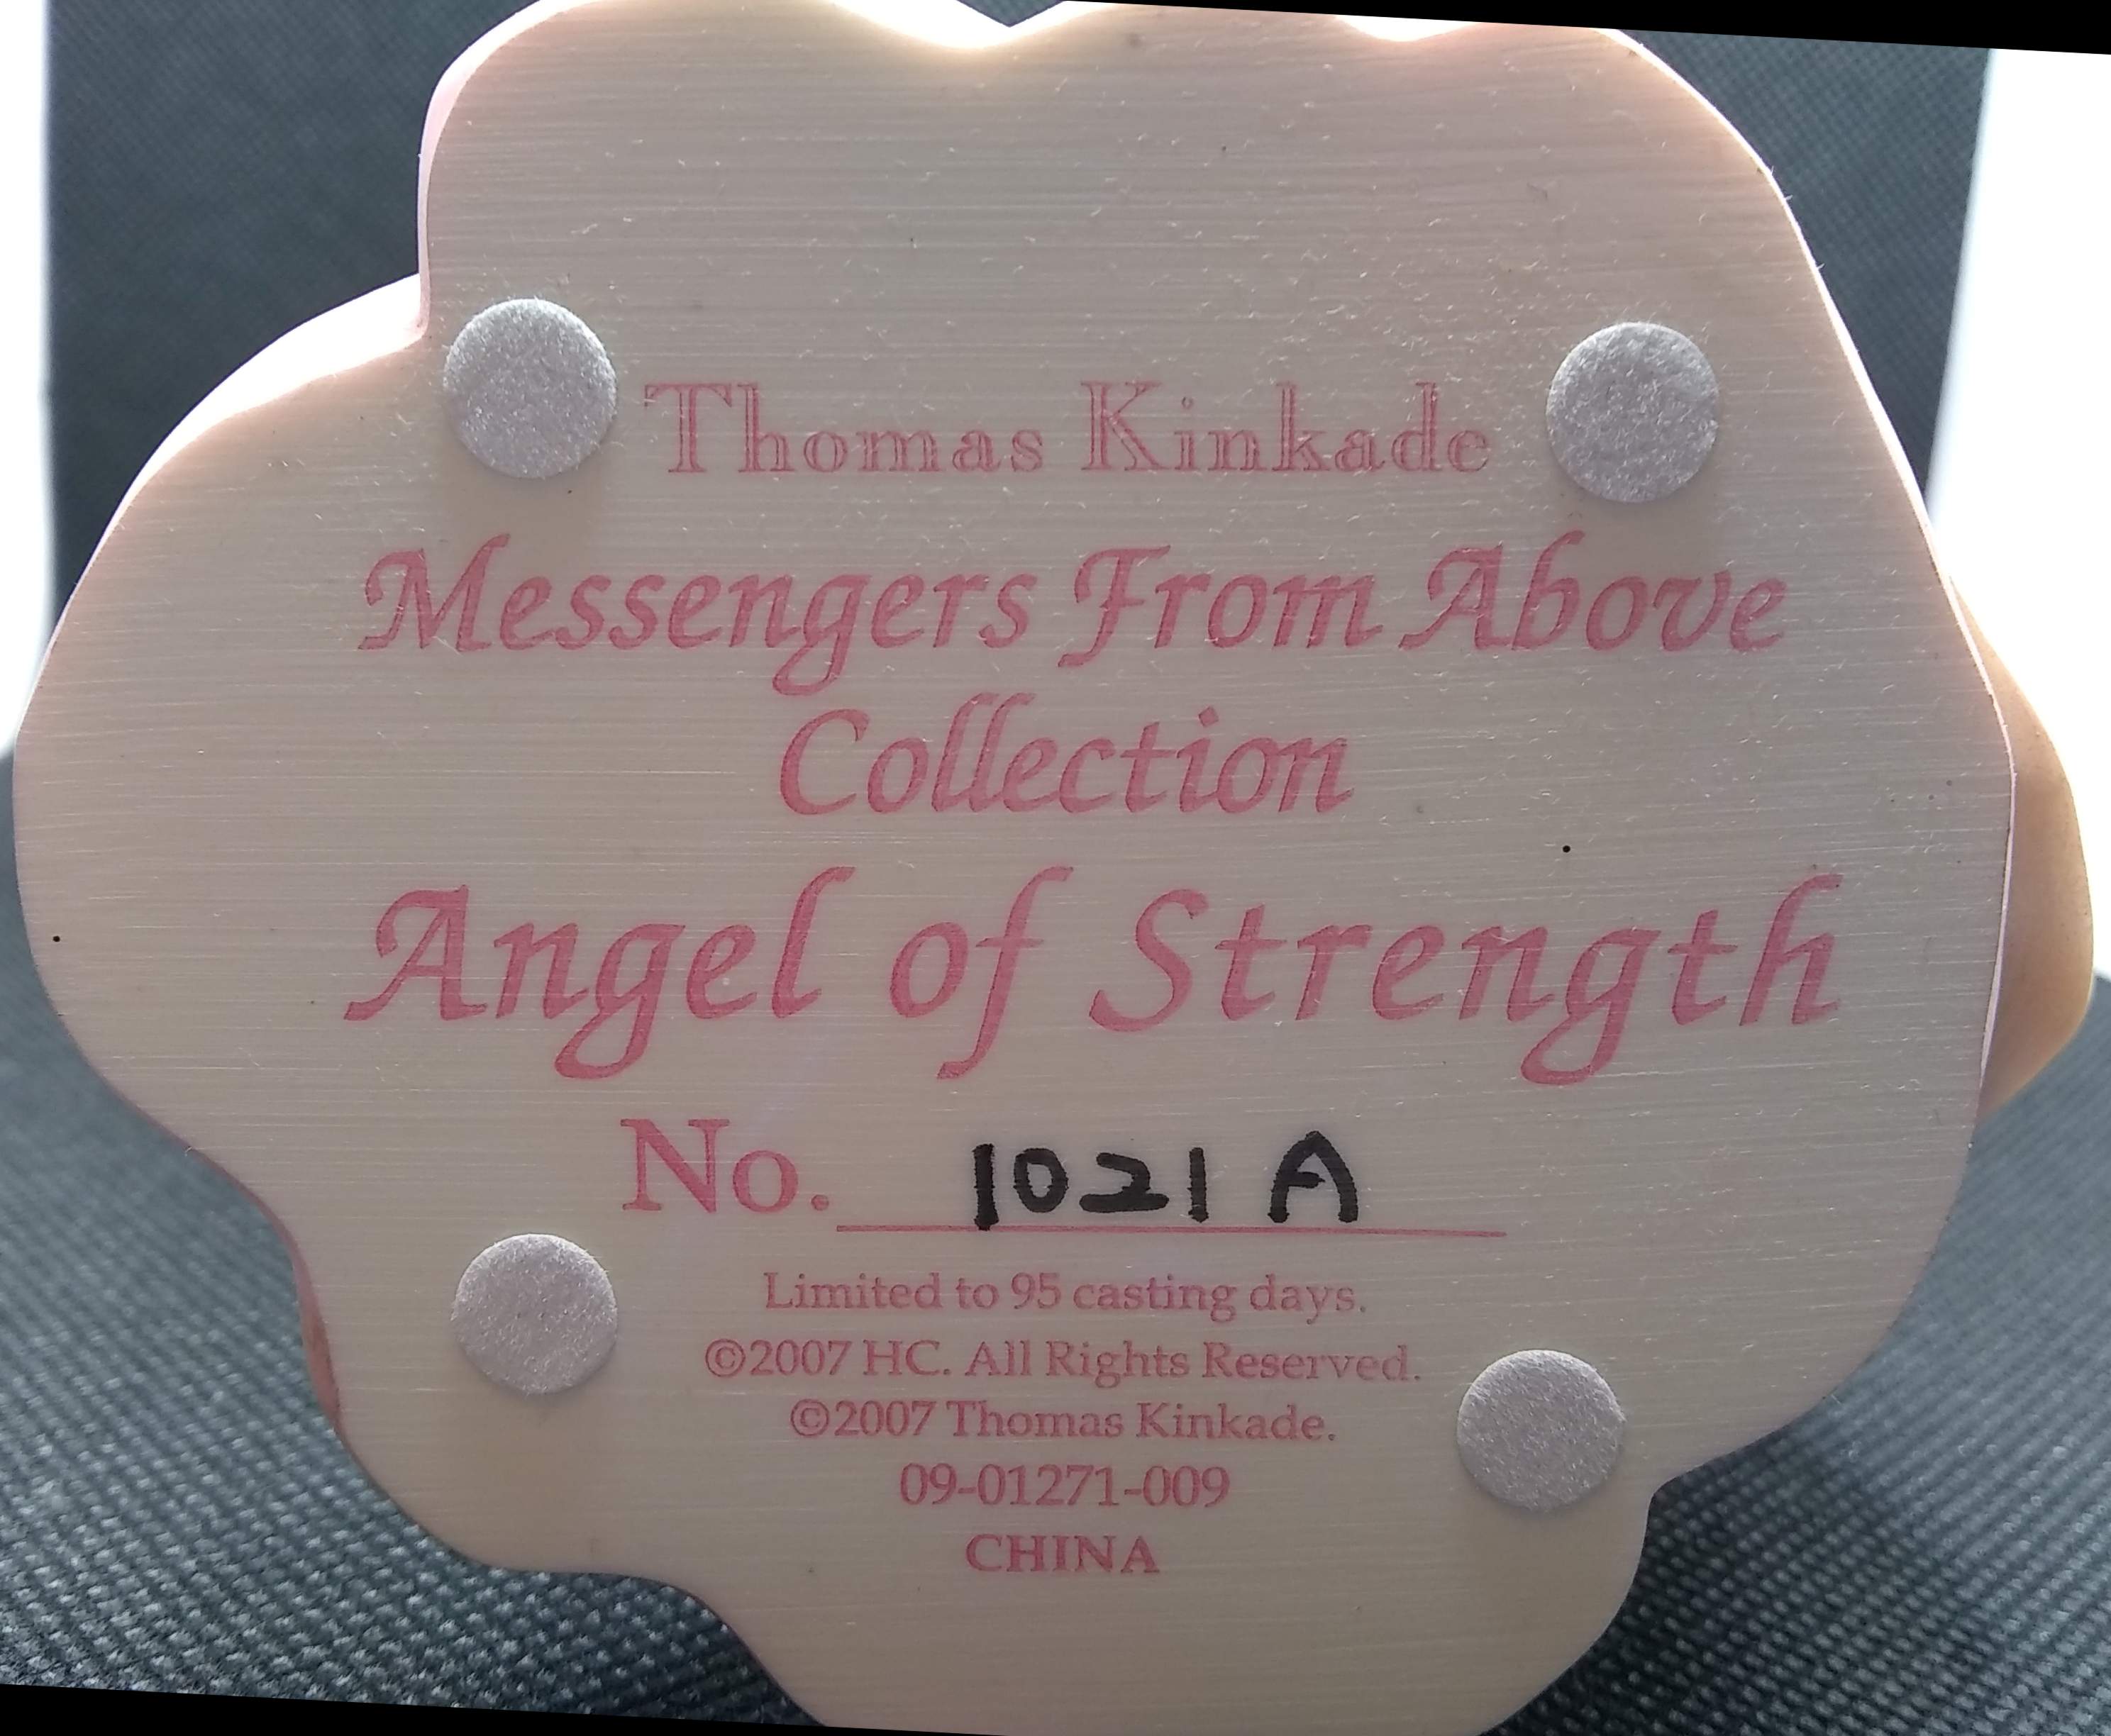 Thomas Kinkade
Messengers From Above
Collection
Angel of Strength
No. 1021 A
Limited to 95 casting days.
©2007 HC. All Rights Reserved.
©2007 Thomas Kinkade.
09-01271-009
CHINA